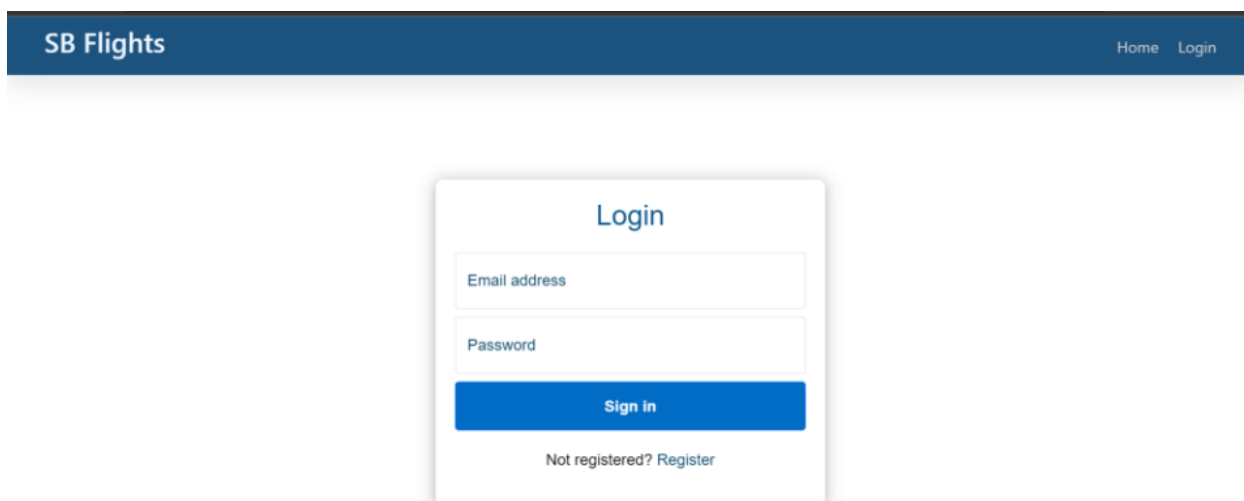 SB Flights
Home Login
Login
Email address
Password
Sign in
Not registered? Register